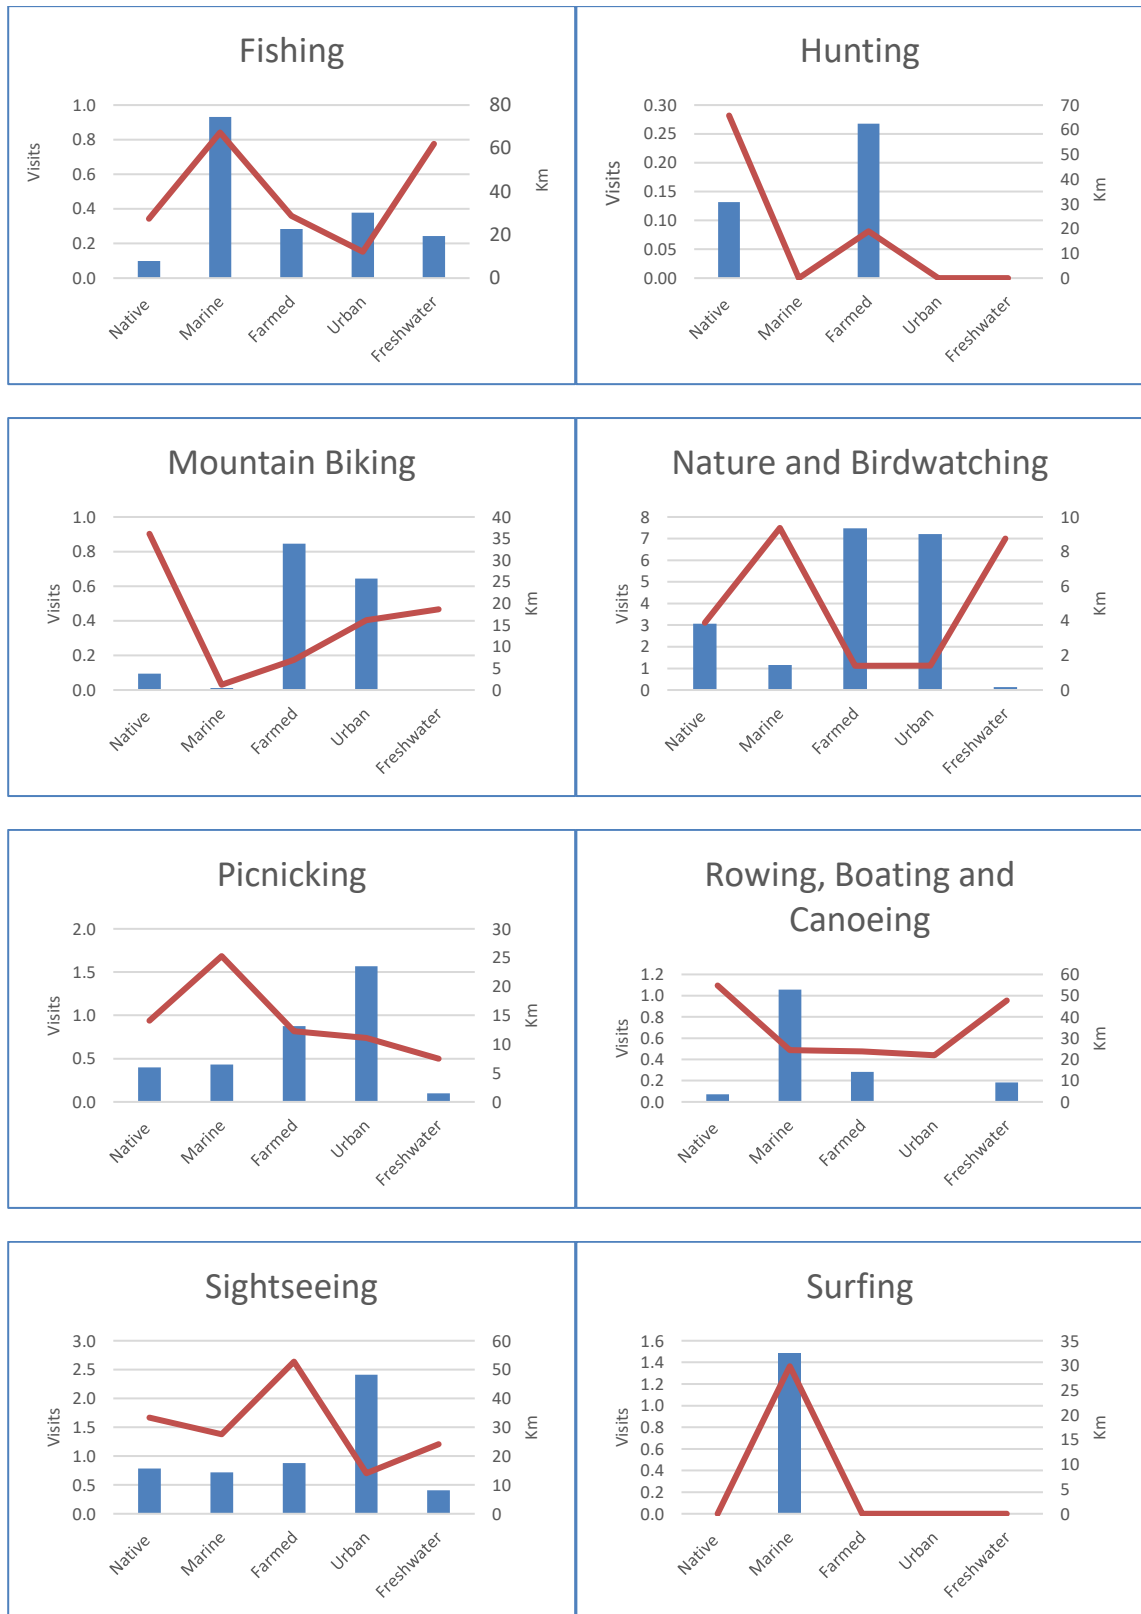 Fishing
1.0
0.8
0.6
0.4
0.2
0.0
Visits
80
60
40
20
0
Km
Native
Marine
Farmed
Urban
Freshwater
Hunting
0.30
0.25
0.20
0.15
0.10
0.05
0.00
Visits
70
60
50
40
30
20
10
0
Km
Native
Marine
Farmed
Urban
Freshwater
Mountain Biking
1.0
0.8
0.6
0.4
0.2
0.0
Visits
40
35
30
25
20
15
10
5
0
Km
Native
Marine
Farmed
Urban
Freshwater
Nature and Birdwatching
8
7
6
5
4
3
2
1
0
Visits
10
8
6
4
2
0
Km
Native
Marine
Farmed
Urban
Freshwater
Picnicking
2.0
1.5
1.0
0.5
0.0
Visits
30
25
20
15
10
5
0
Km
Native
Marine
Farmed
Urban
Freshwater
Rowing, Boating and
Canoeing
1.2
1.0
0.8
0.6
0.4
0.2
0.0
Visits
60
50
40
30
20
10
0
Km
Native
Marine
Farmed
Urban
Freshwater
Sightseeing
3.0
2.5
2.0
1.5
1.0
0.5
0.0
Visits
60
50
40
30
20
10
0
Km
Native
Marine
Farmed
Urban
Freshwater
Surfing
1.6
1.4
1.2
1.0
0.8
0.6
0.4
0.2
0.0
Visits
35
30
25
20
15
10
5
0
Km
Native
Marine
Farmed
Urban
Freshwater